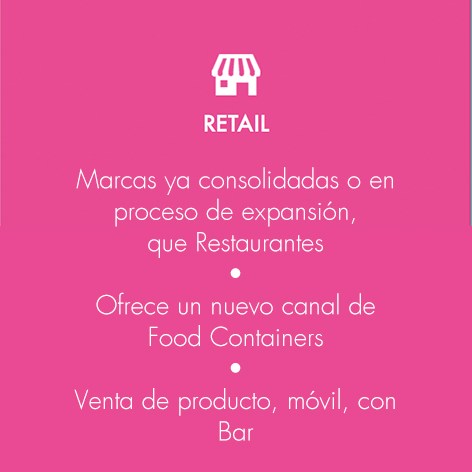 RETAIL
Marcas ya consolidadas o en
proceso de expansión,
que Restaurantes
•
Ofrece un nuevo canal de
Food Containers
•
Venta de producto, móvil, con
Bar